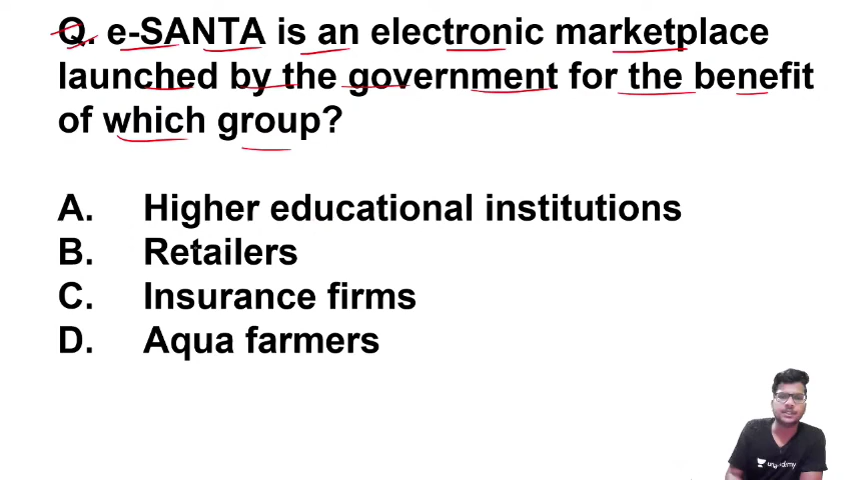 Q. e-SANTA is an electronic marketplace
launched by the government for the benefit
of which group?
A. Higher educational institutions
B. Retailers
C. Insurance firms
D. Aqua farmers
unacademy